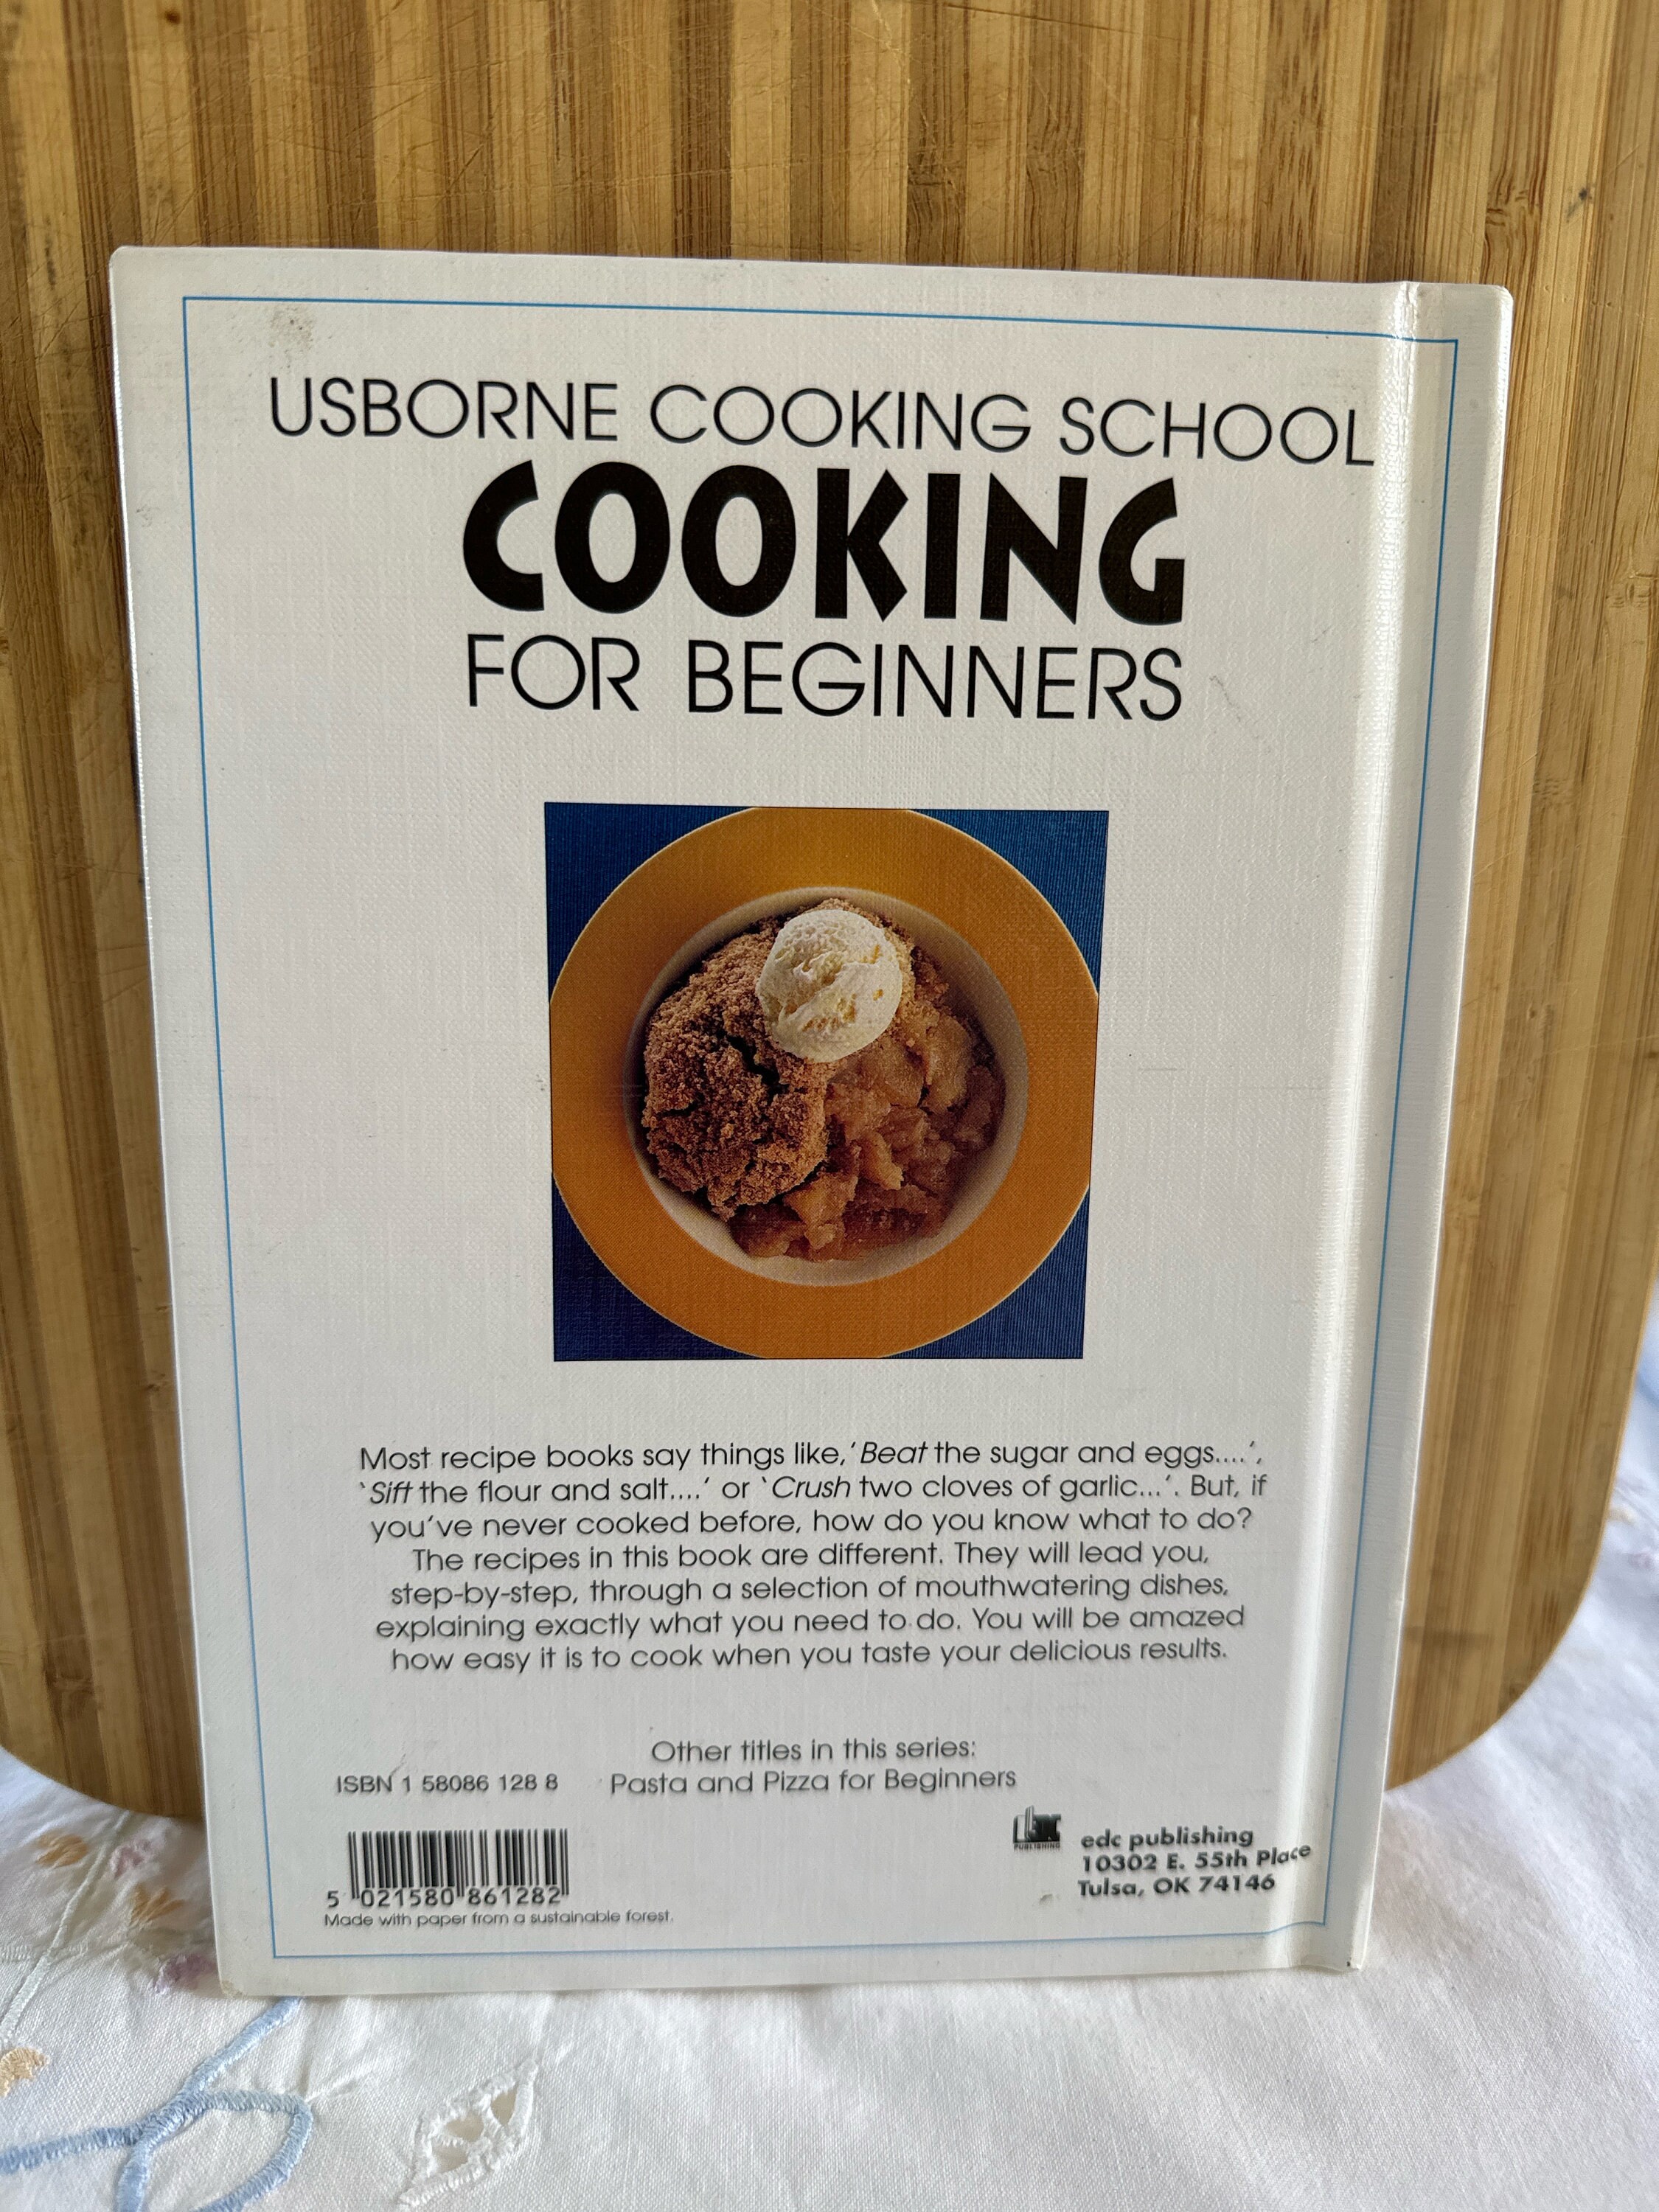 USBORNE COOKING SCHOOL
COOKING
FOR BEGINNERS
Most recipe books say things like,'Beat the sugar and eggs....',
'Sift the flour and salt....' or 'Crush two cloves of garlic...'. But, if
you've never cooked before, how do you know what to do?
The recipes in this book are different. They will lead you,
step-by-step, through a selection of mouthwatering dishes,
explaining exactly what you need to do. You will be amazed
how easy it is to cook when you taste your delicious results.
Other titles in this series:
Pasta and Pizza for Beginners
ISBN 1 58086 128 8
5 021580 861282
Made with paper from a sustainable forest.
PUBLISHING
edc publishing
10302 E. 55th Place
Tulsa, OK 74146